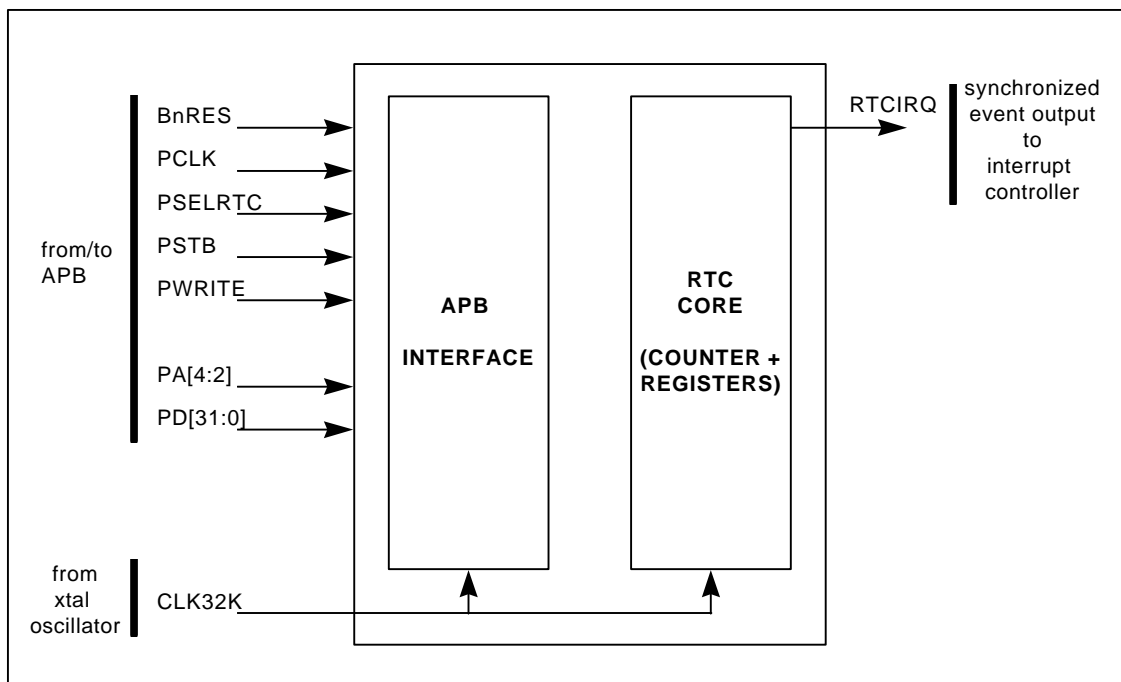 from/to
APB
BnRES
PCLK
PSELRTC
PSTB
PWRITE
PA[4:2]
PD[31:0]
APB
INTERFACE
RTC
CORE
(COUNTER +
REGISTERS)
RTCIRQ
synchronized
event output
to
interrupt
controller
from
xtal
oscillator
CLK32K